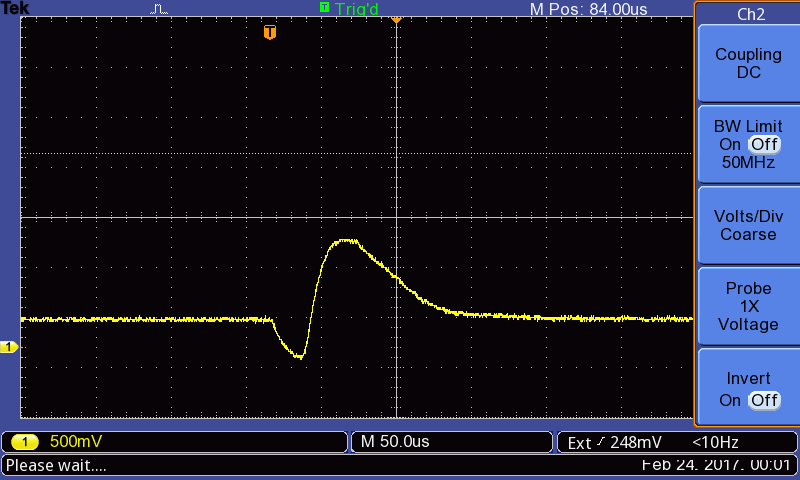 Tek T Trig'd M Pos: 84.00us
T
Ch2
Coupling
DC
BW Limit
On Off
50MHz
Volts/Div
Coarse
Probe
1X
Voltage
Invert
On Off
1
1 500mV M 50.0us Ext 248mV <10Hz
Please wait.... Feb 24, 2017, 00:01